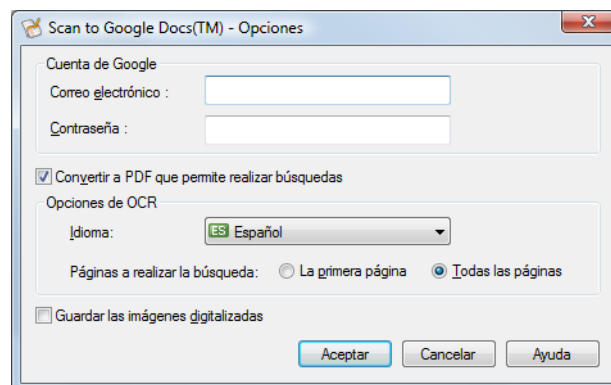 Scan to Google Docs(TM) - Opciones
Cuenta de Google
Correo electrónico :
Contraseña :
Convertir a PDF que permite realizar búsquedas
Opciones de OCR
Idioma: ES Español
Páginas a realizar la búsqueda: La primera página Todas las páginas
Guardar las imágenes digitalizadas
Aceptar Cancelar Ayuda